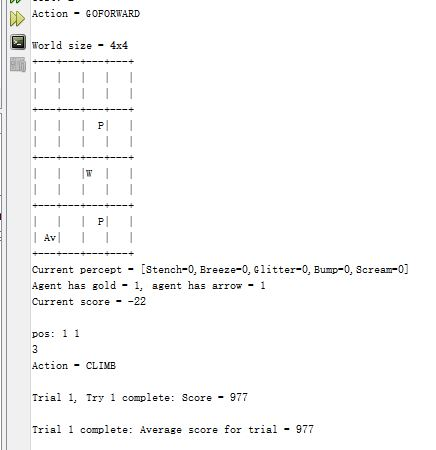 Action = GOFORWARD
World size = 4x4
+---+---+---+---+
|   |   |   |   |
|   |   |   |   |
+---+---+---+---+
|   |   |  P|   |
|   |   |   |   |
+---+---+---+---+
|   |   |W  |   |
|   |   |   |   |
+---+---+---+---+
|   |   |  P|   |
| Av|   |   |   |
+---+---+---+---+
Current percept = [Stench=0,Breeze=0,Glitter=0,Bump=0,Scream=0]
Agent has gold = 1, agent has arrow = 1
Current score = -22
pos: 1 1
3
Action = CLIMB
Trial 1, Try 1 complete: Score = 977
Trial 1 complete: Average score for trial = 977